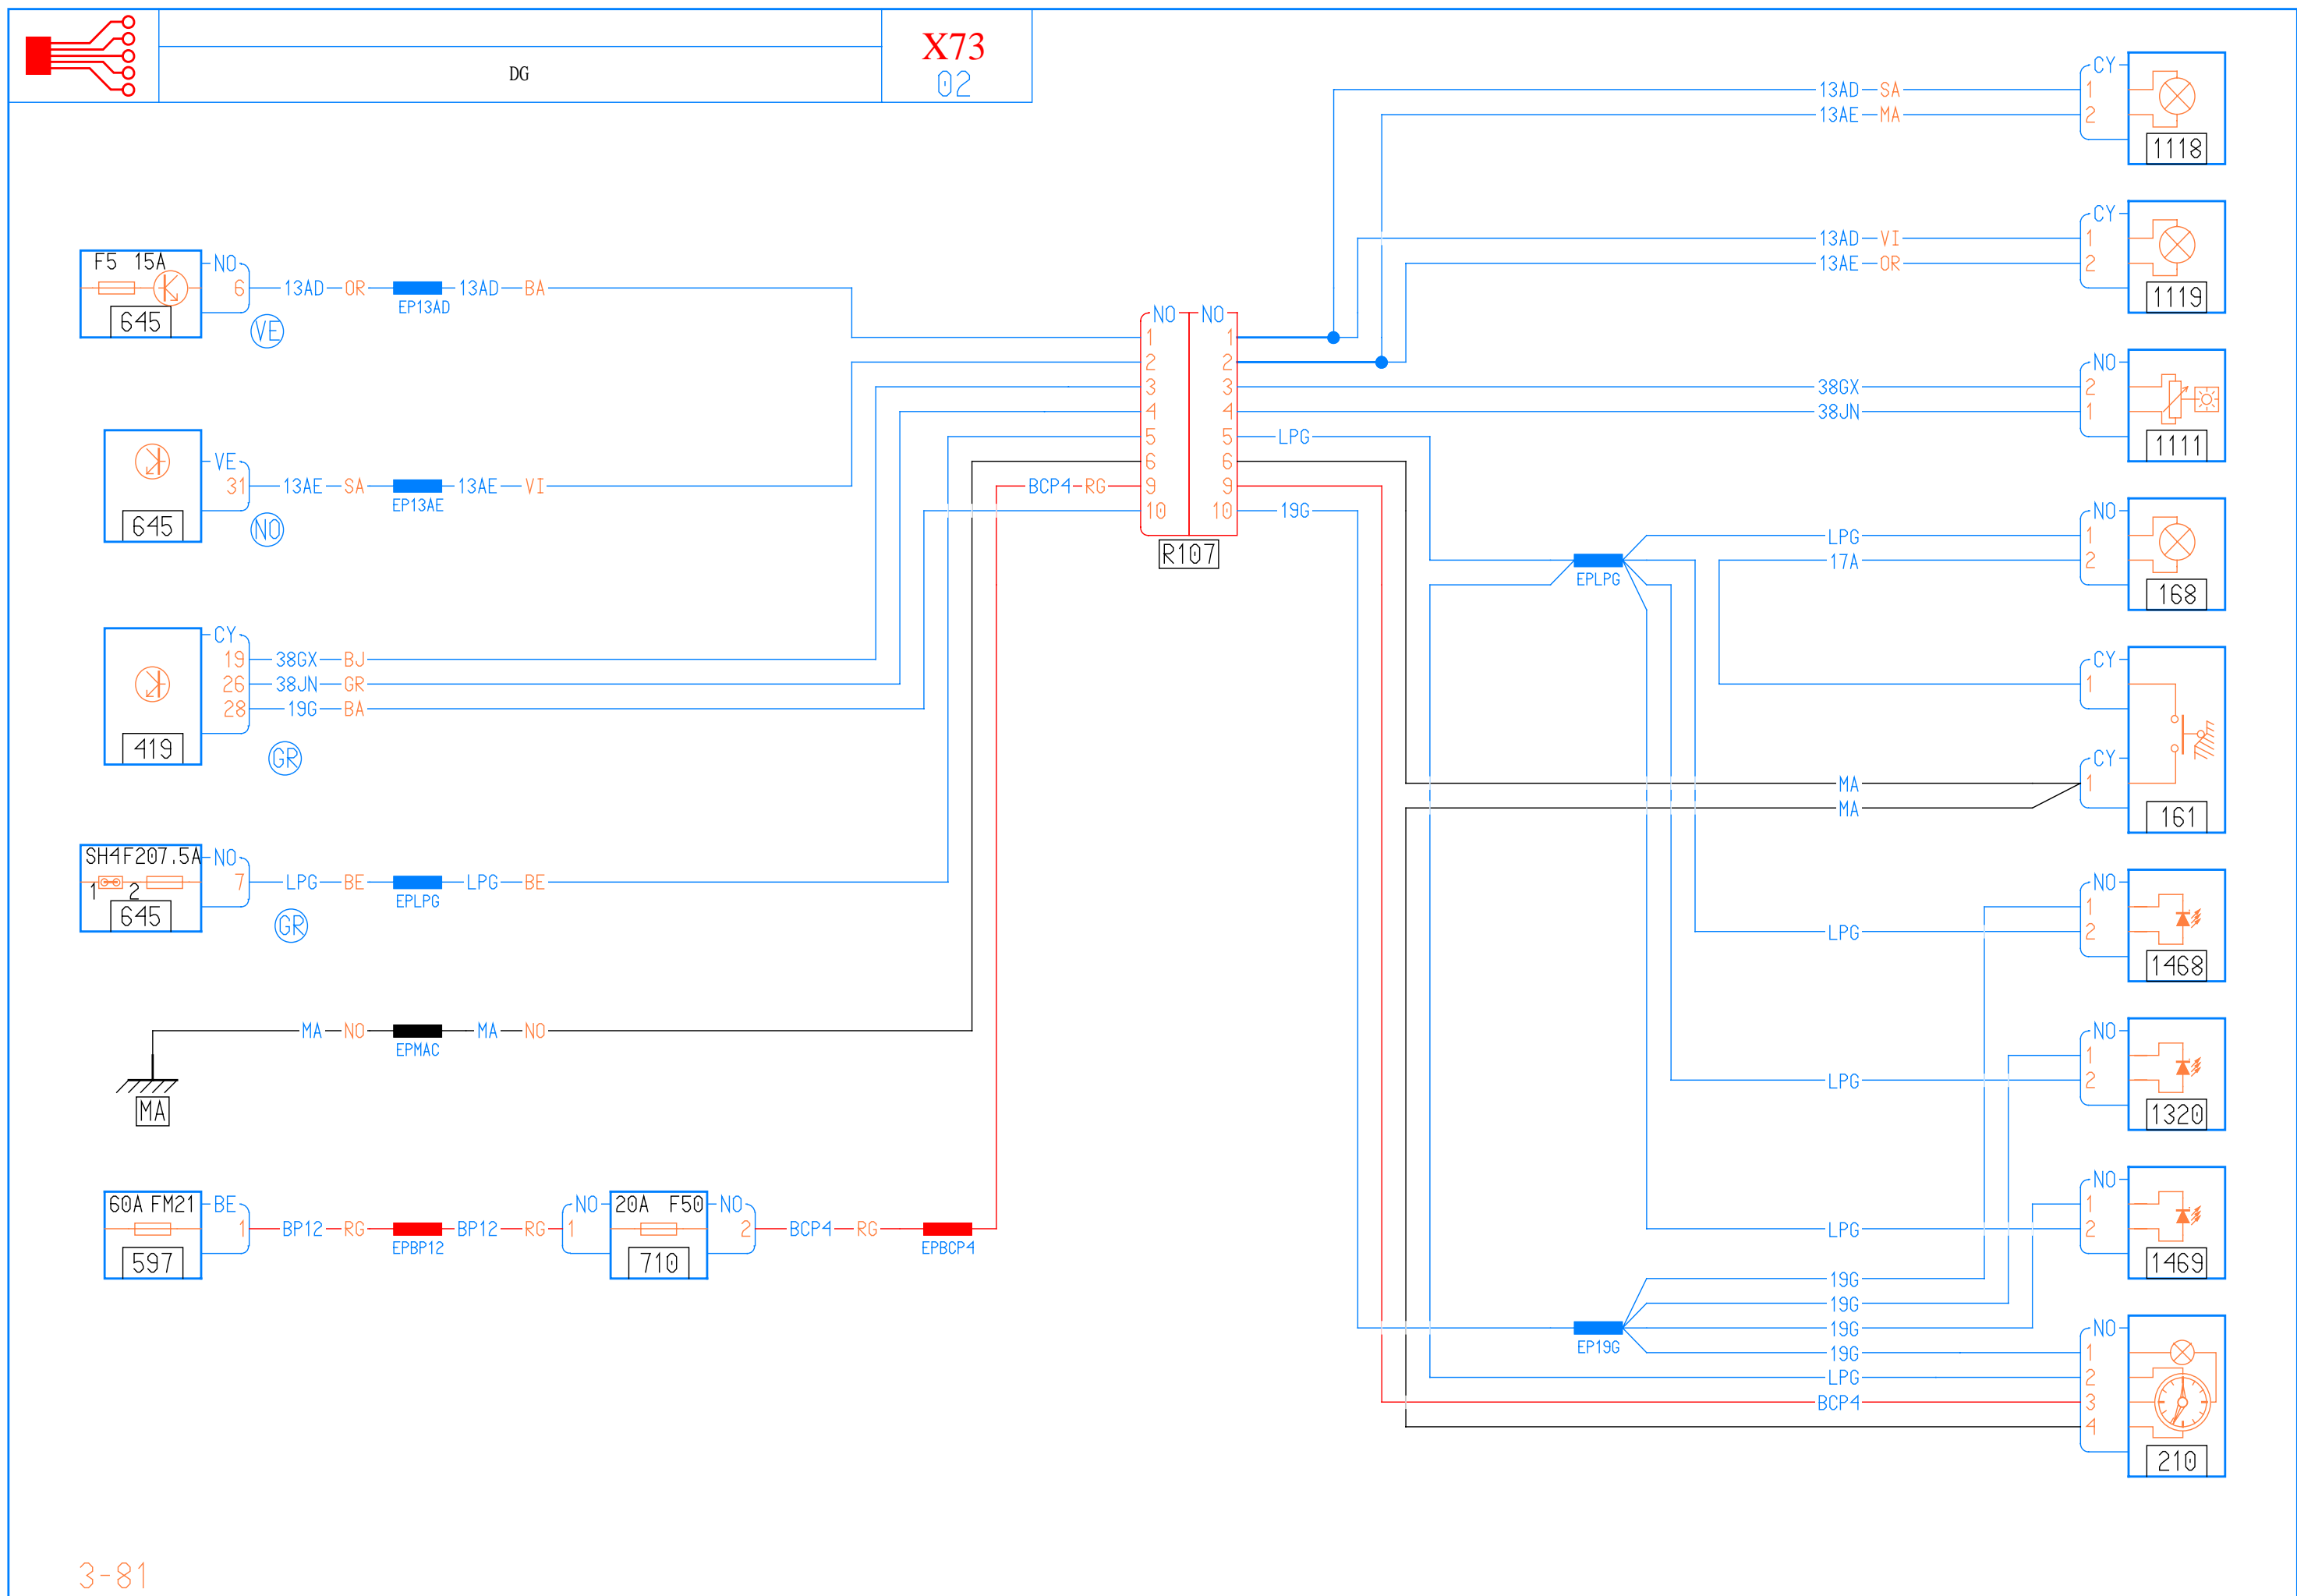 DG
X73
02
CY
13AD SA 1
13AE MA 2
1118
CY
13AD VI 1
13AE OR 2
1119
F5 15A NO
6 13AD OR 13AD BA
EP13AD
645
VE
NO NO
1 1
2 2
3 3
4 4
5 5
6 6
9 9
10 10
R107
NO
38GX 2
38JN 1
1111
LPG
BCP4 RG
19G
VE
31 13AE SA 13AE VI
EP13AE
645
NO
NO
LPG 1
17A 2
EPLPG
168
CY
19 38GX BJ
26 38JN GR
28 19G BA
419
GR
CY
1
CY
MA 1
MA
161
SH4F207.5A NO
1 2
7 LPG BE LPG BE
EPLPG
645
GR
NO
1
LPG 2
1468
MA NO MA NO
EPMAC
MA
NO
1
LPG 2
1320
60A FM21 BE
1 BP12 RG BP12 RG
EPBP12
597
NO 20A F50 NO
1 2 BCP4 RG
EPBCP4
710
NO
1
LPG 2
1469
19G
19G
19G
EP19G
NO
19G 1
LPG 2
BCP4 3
4
210
3-81